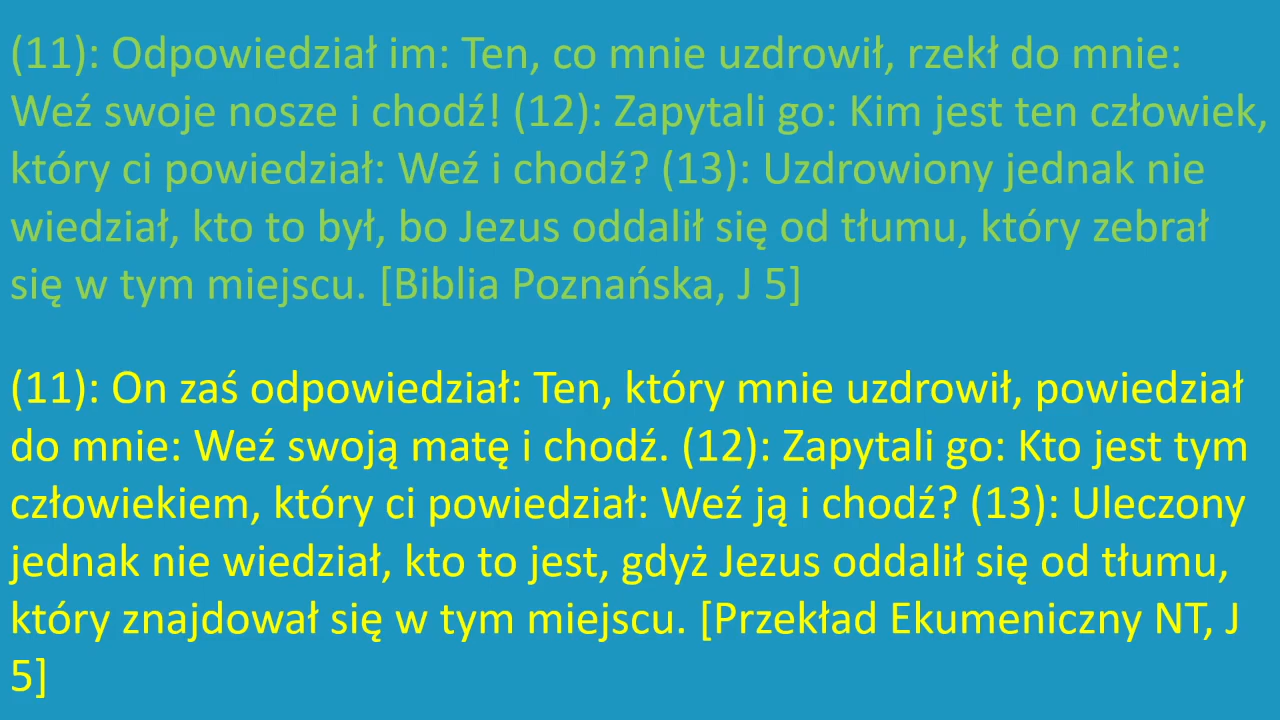 (11): Odpowiedział im: Ten, co mnie uzdrowił, rzekł do mnie:
Weź swoje nosze i chodź! (12): Zapytali go: Kim jest ten człowiek,
który ci powiedział: Weź i chodź? (13): Uzdrowiony jednak nie
wiedział, kto to był, bo Jezus oddalił się od tłumu, który zebrał
się w tym miejscu. [Biblia Poznańska, J 5]
(11): On zaś odpowiedział: Ten, który mnie uzdrowił, powiedział
do mnie: Weź swoją matę i chodź. (12): Zapytali go: Kto jest tym
człowiekiem, który ci powiedział: Weź ją i chodź? (13): Uleczony
jednak nie wiedział, kto to jest, gdyż Jezus oddalił się od tłumu,
który znajdował się w tym miejscu. [Przekład Ekumeniczny NT, J
5]